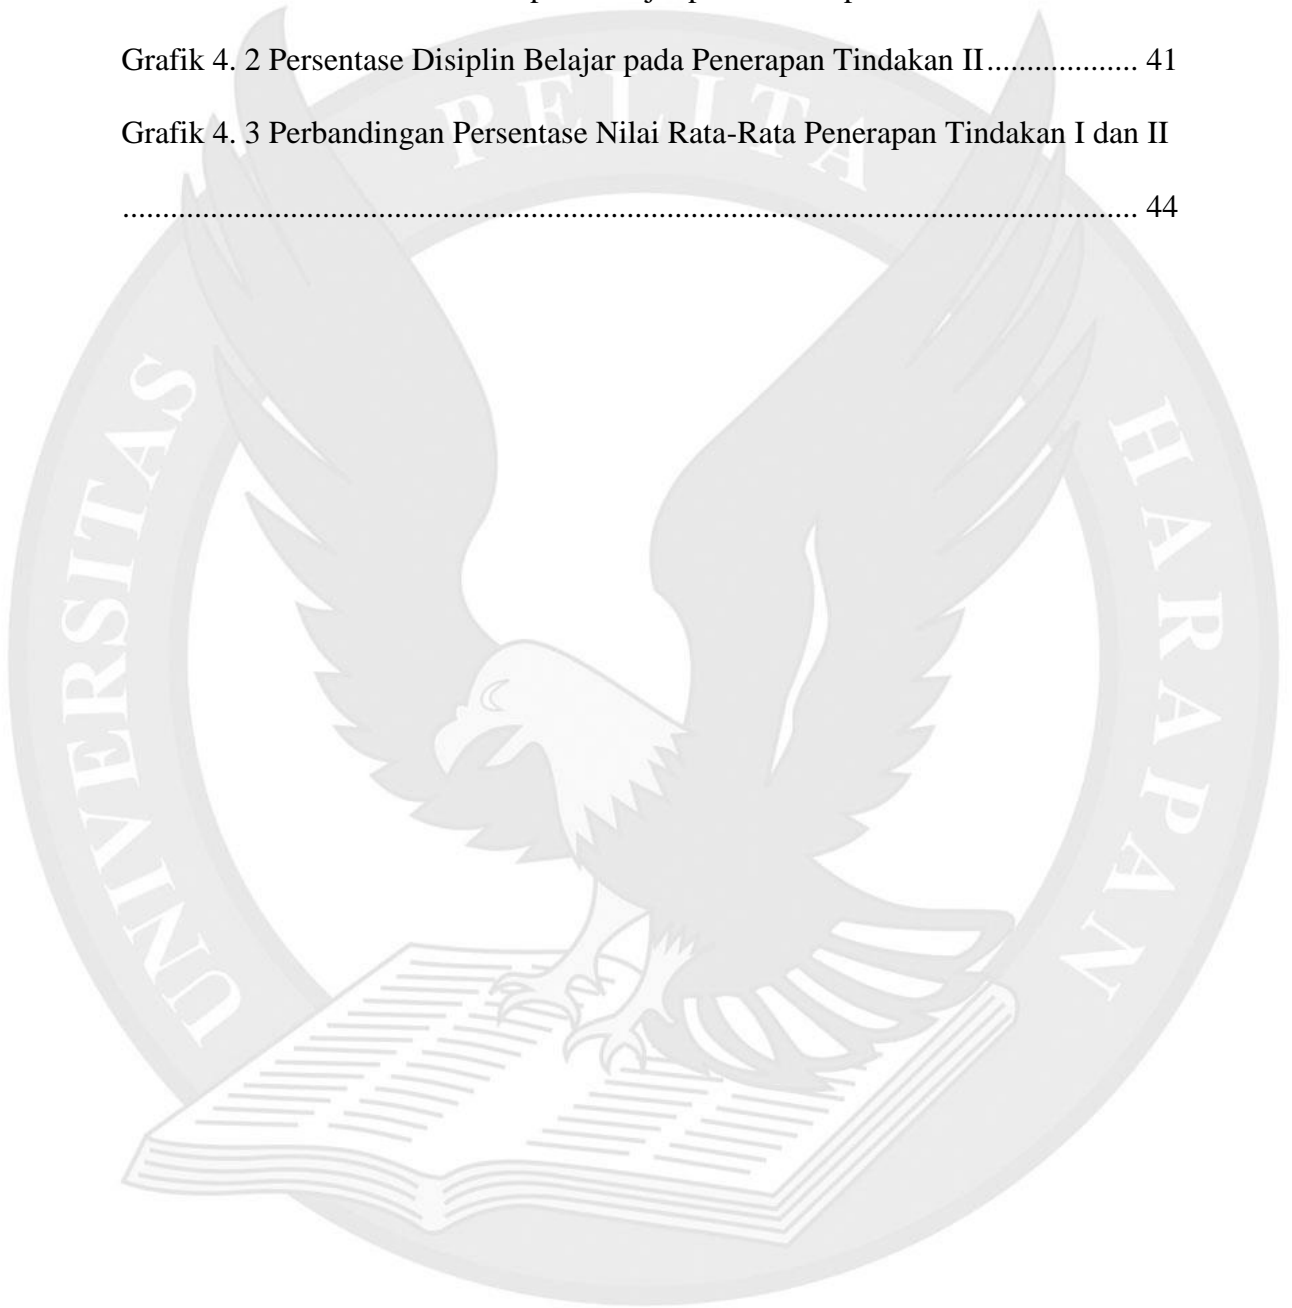 Grafik 4. 2 Persentase Disiplin Belajar pada Penerapan Tindakan II................... 41
Grafik 4. 3 Perbandingan Persentase Nilai Rata-Rata Penerapan Tindakan I dan II
............................................................................................................................... 44
UNIVERSITAS PELITA HARAPAN